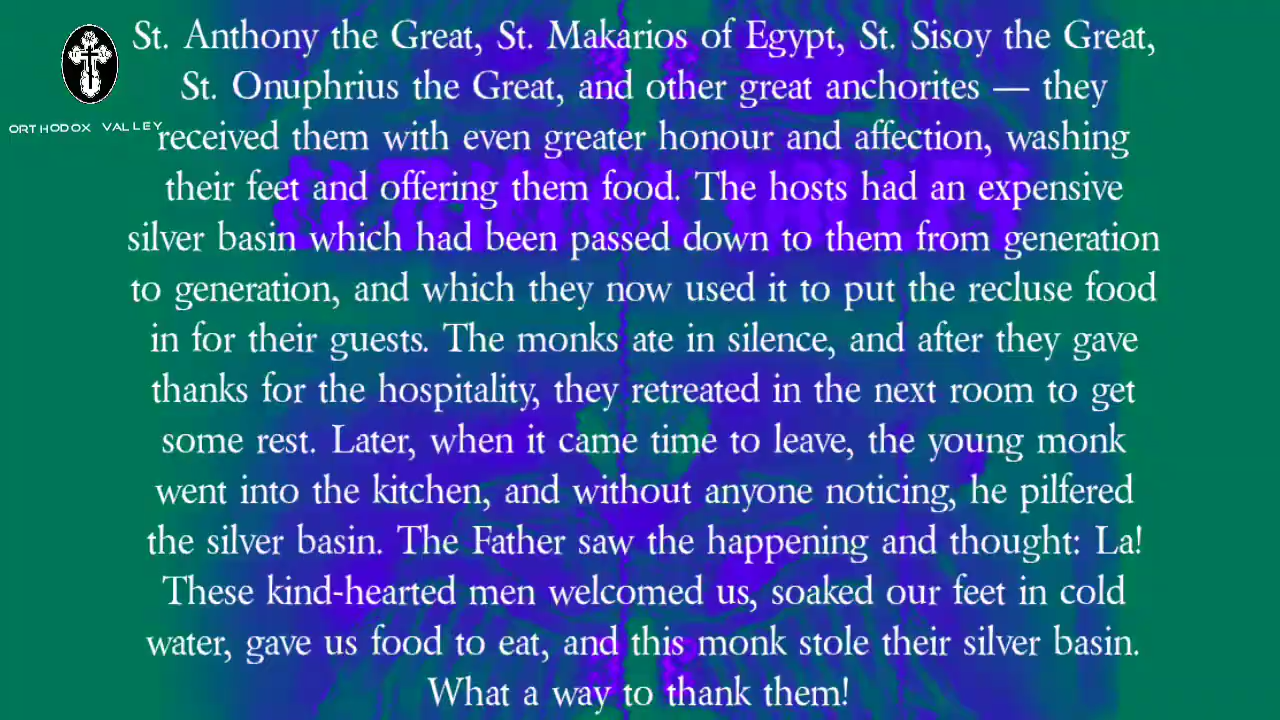 St. Anthony the Great, St. Makarios of Egypt, St. Sisoy the Great,
St. Onuphrius the Great, and other great anchorites — they
ORTHODOX VALLEY
received them with even greater honour and affection, washing
their feet and offering them food. The hosts had an expensive
silver basin which had been passed down to them from generation
to generation, and which they now used it to put the recluse food
in for their guests. The monks ate in silence, and after they gave
thanks for the hospitality, they retreated in the next room to get
some rest. Later, when it came time to leave, the young monk
went into the kitchen, and without anyone noticing, he pilfered
the silver basin. The Father saw the happening and thought: La!
These kind-hearted men welcomed us, soaked our feet in cold
water, gave us food to eat, and this monk stole their silver basin.
What a way to thank them!